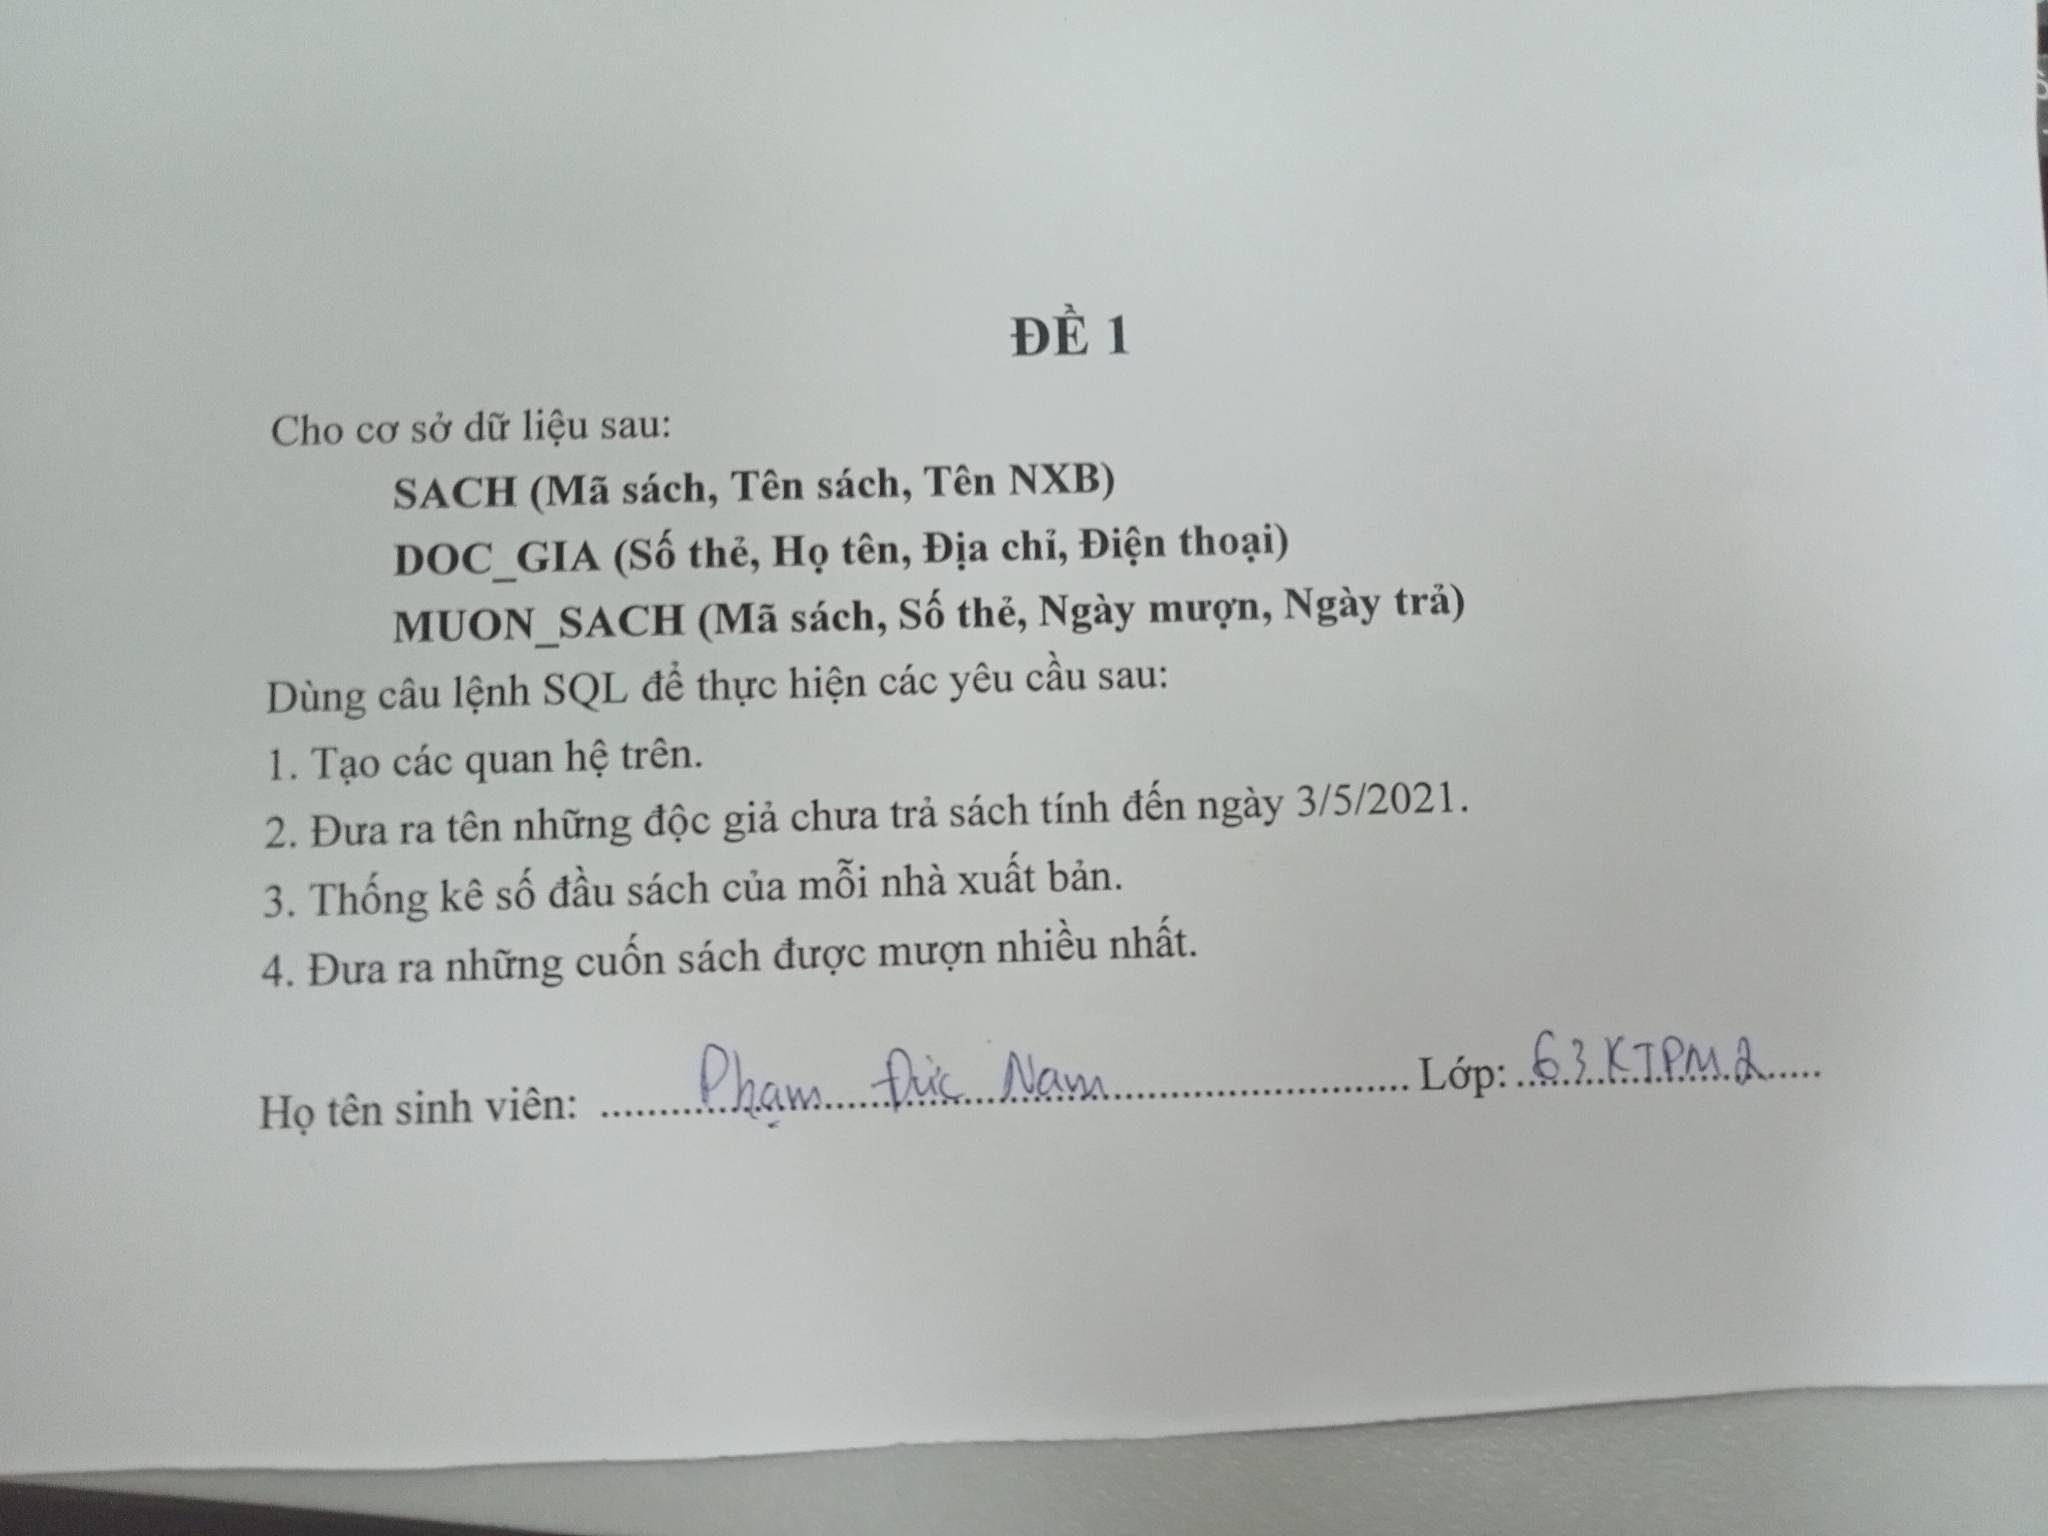 ĐỀ 1
Cho cơ sở dữ liệu sau:
SACH (Mã sách, Tên sách, Tên NXB)
DOC_GIA (Số thẻ, Họ tên, Địa chỉ, Điện thoại)
MUON_SACH (Mã sách, Số thẻ, Ngày mượn, Ngày trả)
Dùng câu lệnh SQL để thực hiện các yêu cầu sau:
1. Tạo các quan hệ trên.
2. Đưa ra tên những độc giả chưa trả sách tính đến ngày 3/5/2021.
3. Thống kê số đầu sách của mỗi nhà xuất bản.
4. Đưa ra những cuốn sách được mượn nhiều nhất.
Họ tên sinh viên: Phạm Đức Nam Lớp: 63KTPM2